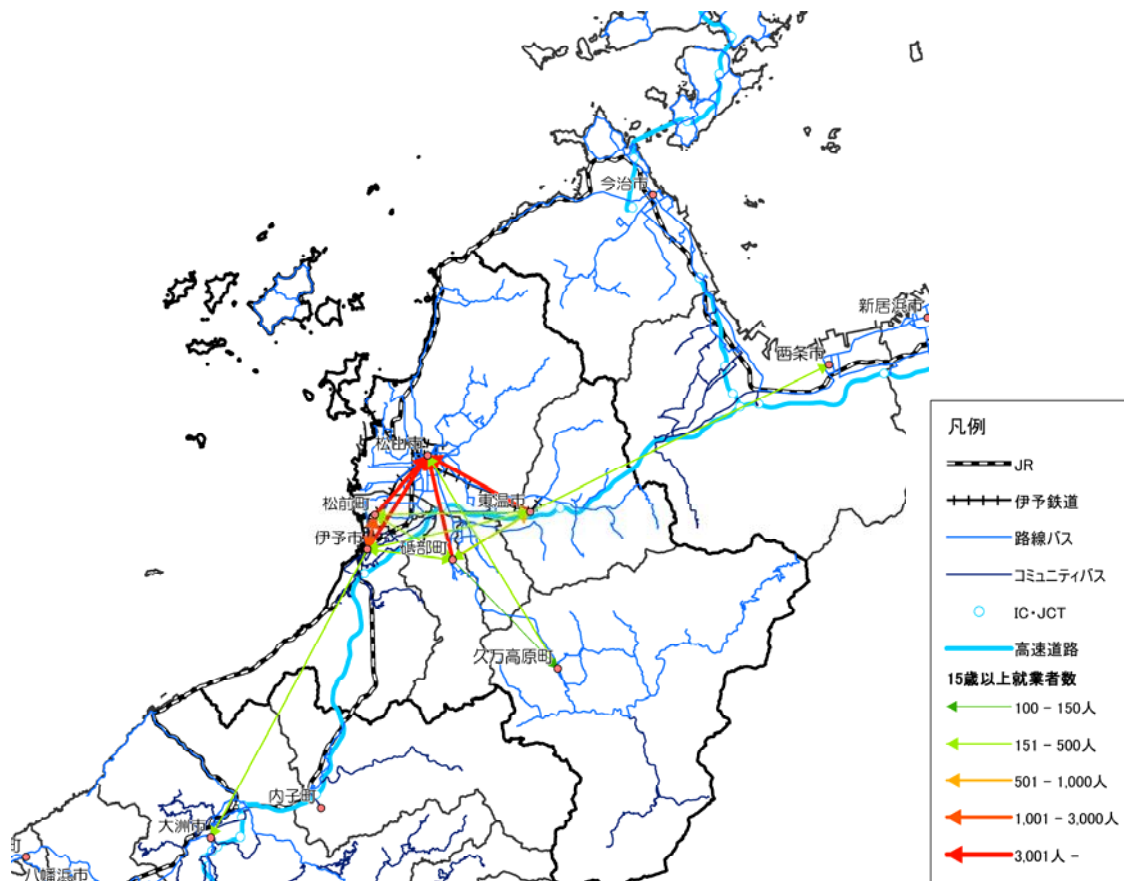 今治市
新居浜市
西条市
松山市
松前町
東温市
伊予市
砥部町
久万高原町
内子町
大洲市
町
八幡浜市
凡例
JR
伊予鉄道
路線バス
コミュニティバス
IC・JCT
高速道路
15歳以上就業者数
100 - 150人
151 - 500人
501 - 1,000人
1,001 - 3,000人
3,001人 -